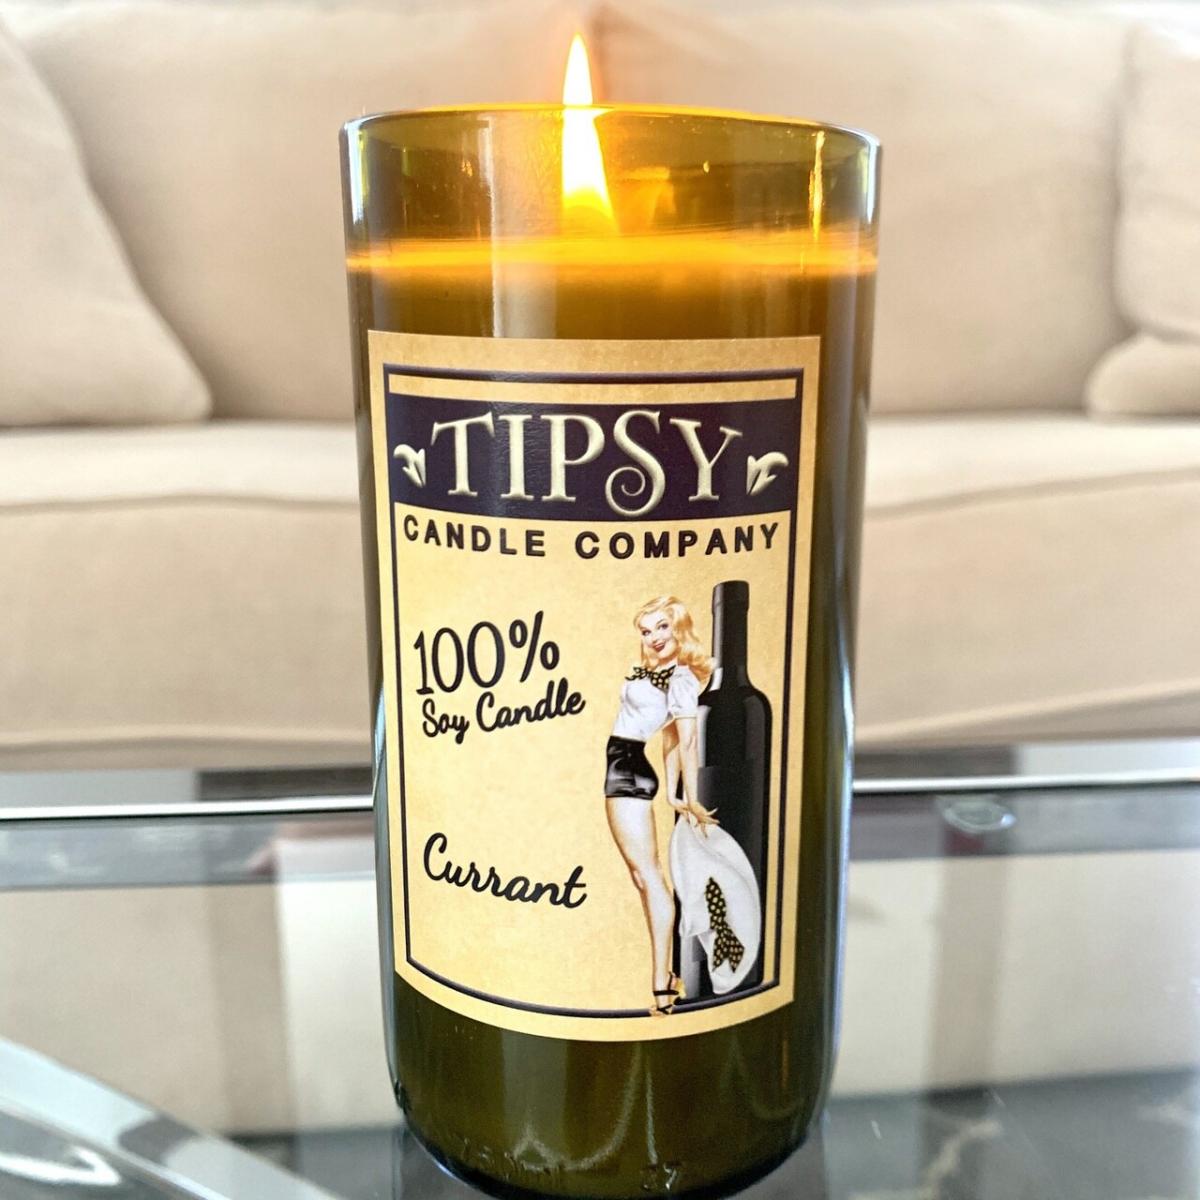 TIPSY
CANDLE COMPANY
100%
Soy Candle
Currant